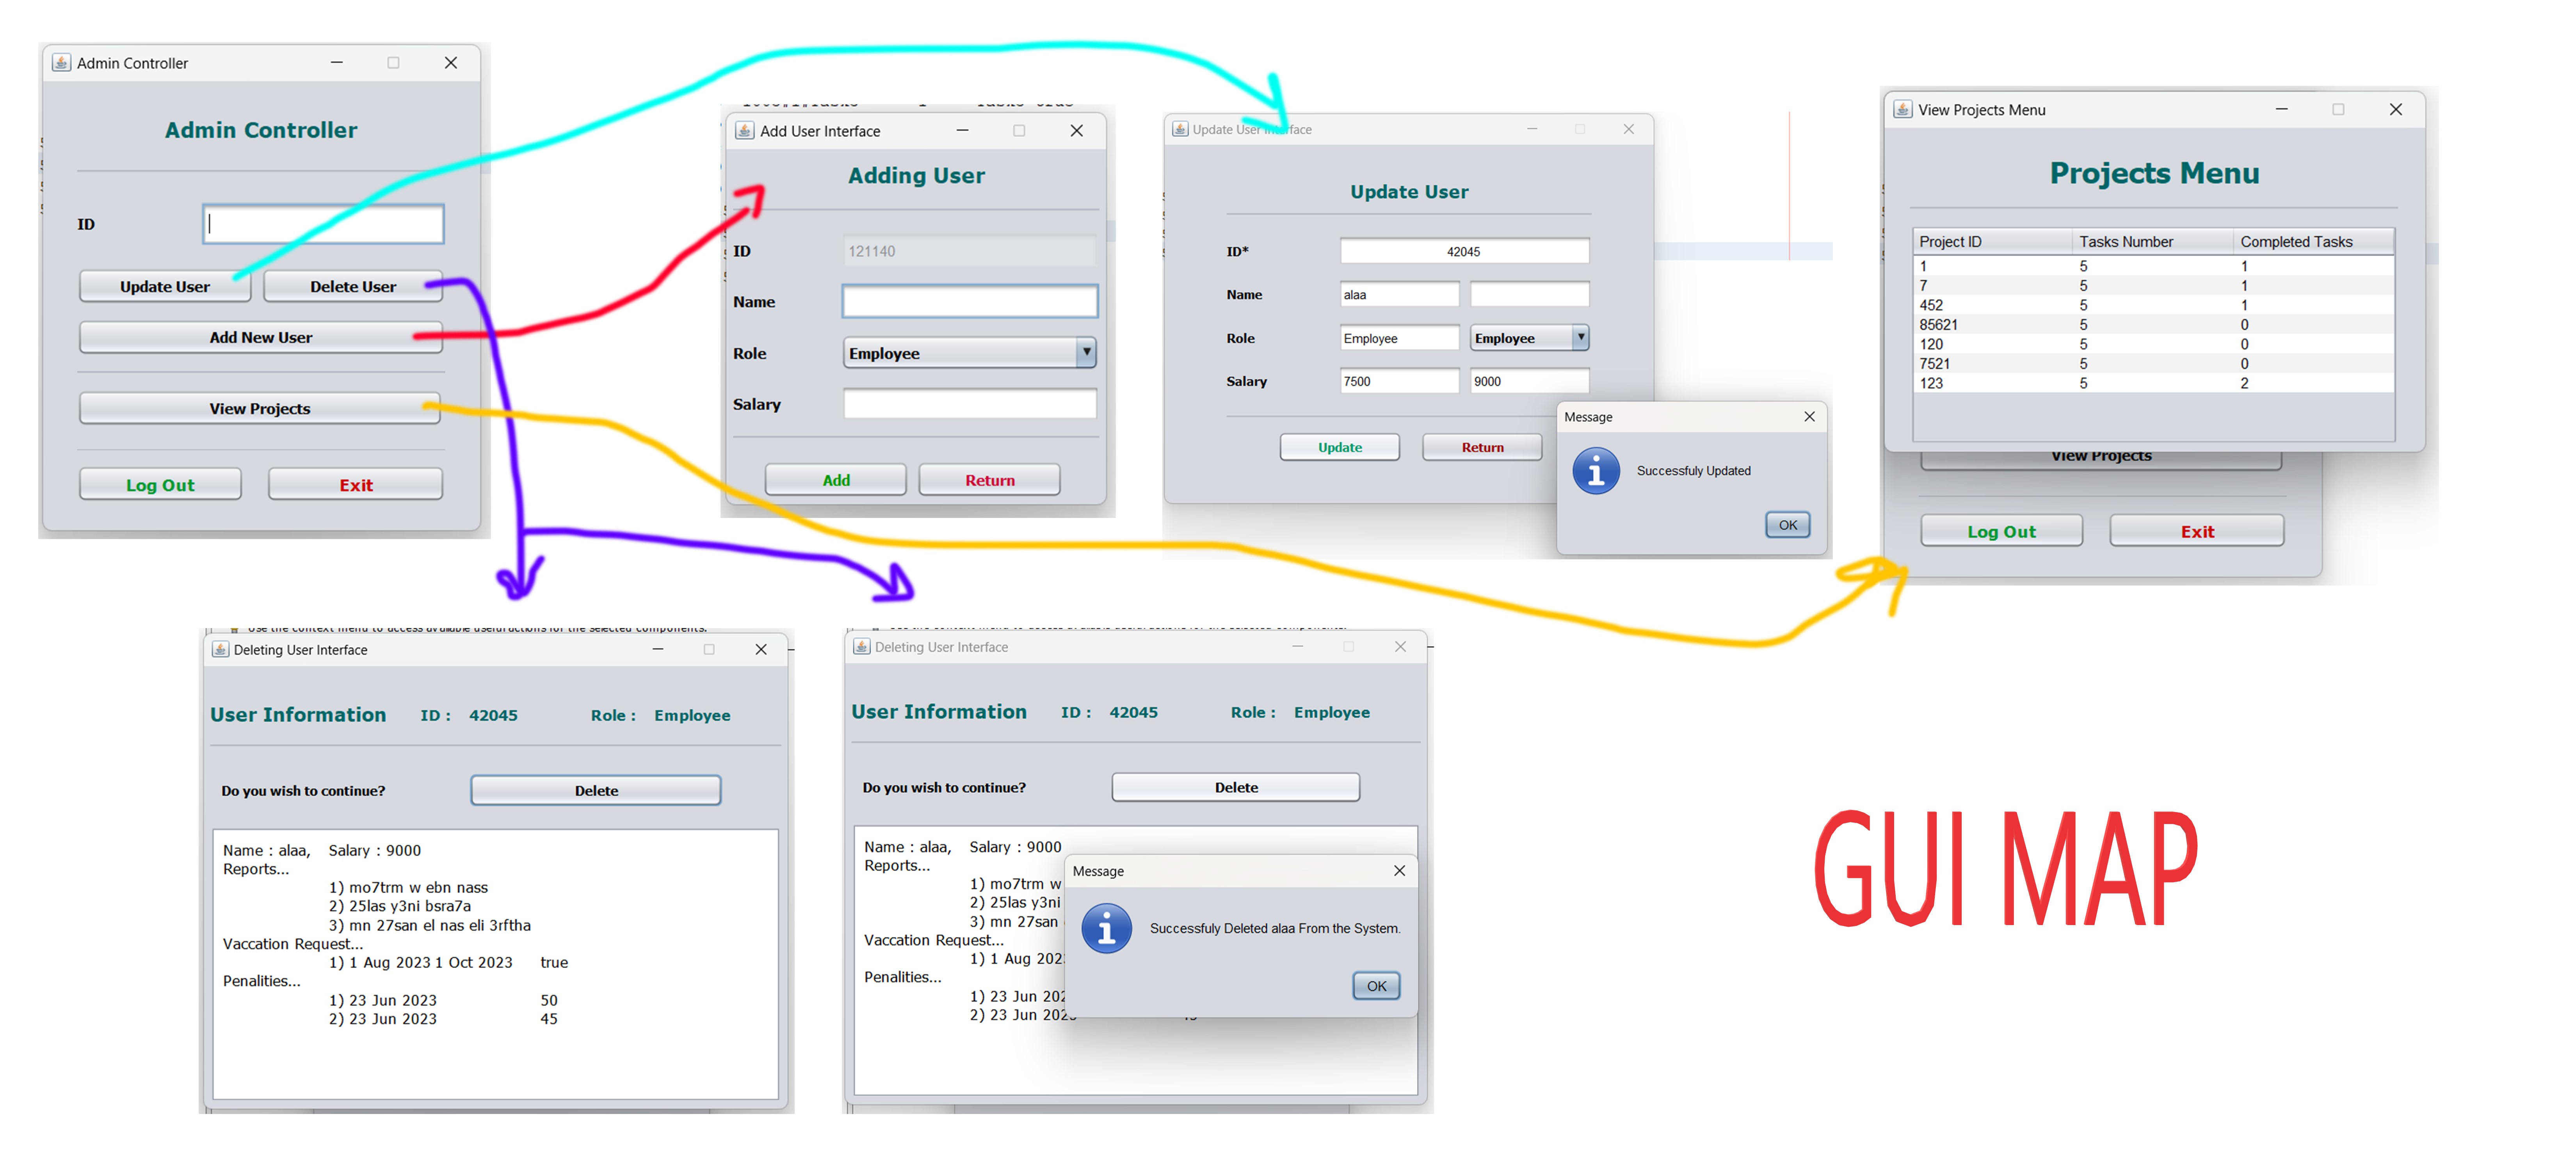 Admin Controller
Admin Controller
ID
Update User
Delete User
Add New User
View Projects
Log Out
Exit
Add User Interface
Adding User
ID
121140
Name
Role
Employee
Salary
Add
Return
Update User Interface
Update User
ID*
42045
Name
alaa
Role
Employee
Employee
Salary
7500
9000
Update
Return
Message
Successfuly Updated
OK
View Projects Menu
Projects Menu
Project ID Tasks Number Completed Tasks
1 5 1
7 5 1
452 5 1
85621 5 0
120 5 0
7521 5 0
123 5 2
View Projects
Log Out
Exit
Deleting User Interface
User Information ID : 42045 Role : Employee
Do you wish to continue?
Delete
Name : alaa, Salary : 9000
Reports...
1) mo7trm w ebn nass
2) 25las y3ni bsra7a
3) mn 27san el nas eli 3rftha
Vaccation Request...
1) 1 Aug 2023 1 Oct 2023 true
Penalities...
1) 23 Jun 2023 50
2) 23 Jun 2023 45
Deleting User Interface
User Information ID : 42045 Role : Employee
Do you wish to continue?
Delete
Name : alaa, Salary : 9000
Reports...
1) mo7trm w
2) 25las y3ni
3) mn 27san
Vaccation Request...
1) 1 Aug 202
Penalities...
1) 23 Jun 202
2) 23 Jun 202
Message
Successfuly Deleted alaa From the System.
OK
GUI MAP